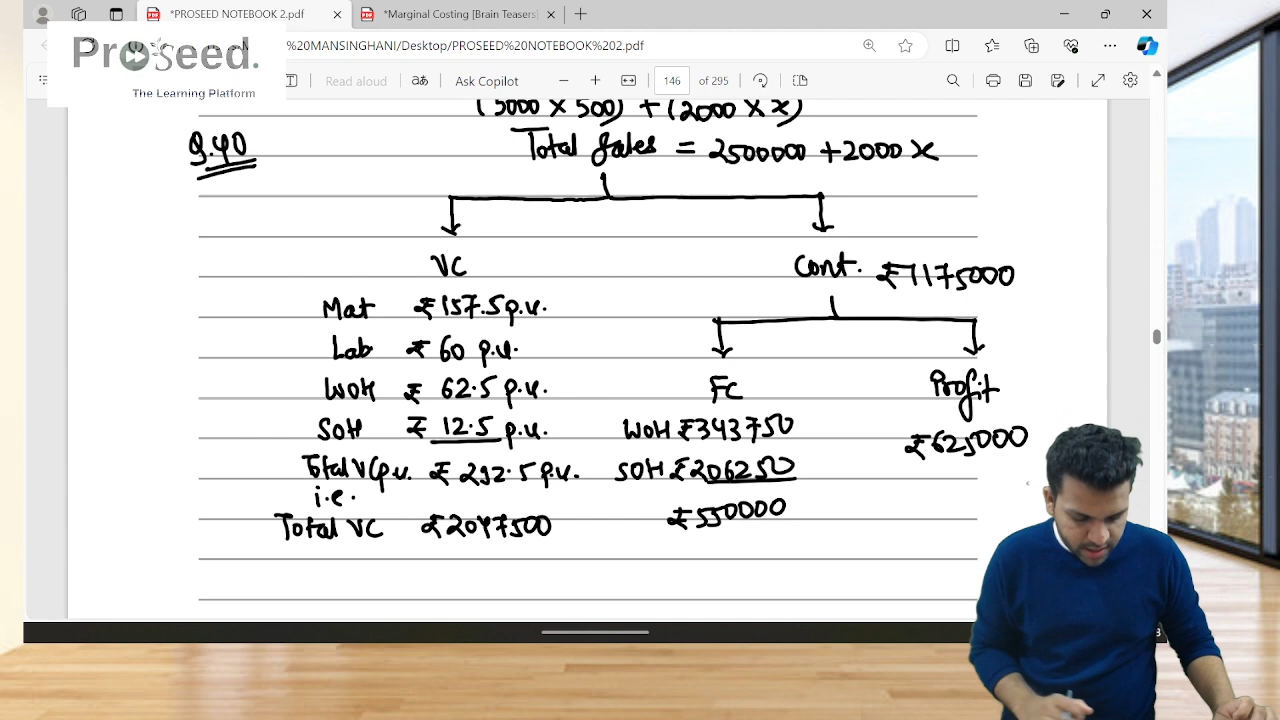 *PROSEED NOTEBOOK 2.pdf
*Marginal Costing [Brain Teasers]
Proseed.
The Learning Platform
%20MANSINGHANI/Desktop/PROSEED%20NOTEBOOK%202.pdf
Read aloud
Ask Copilot
146 of 295
(5000 X 500) + (2000 X x)
Q.40
Total Sales = 2500000 + 2000 x
VC
Cont. ₹1175000
Mat ₹157.5 p.u.
Lab ₹ 60 p.u.
WOH ₹ 62.5 p.u.
SOH ₹ 12.5 p.u.
Total VC p.u. ₹ 292.5 p.u.
i.e.
Total VC ₹2047500
FC
WOH ₹343750
SOH ₹206250
₹550000
Profit
₹625000